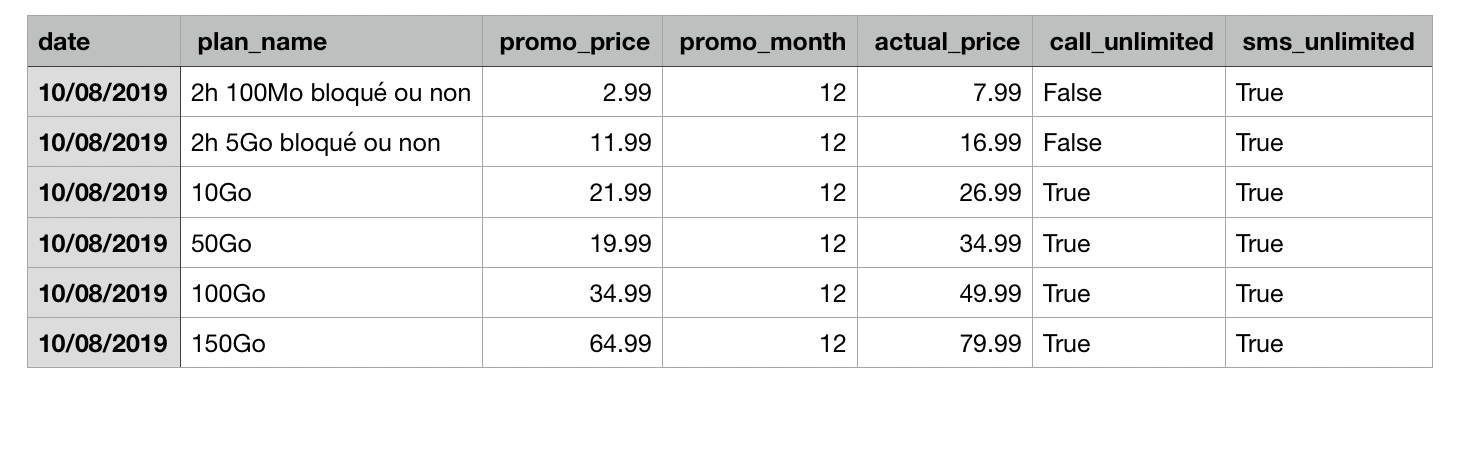 date plan_name promo_price promo_month actual_price call_unlimited sms_unlimited
10/08/2019 2h 100Mo bloqué ou non 2.99 12 7.99 False True
10/08/2019 2h 5Go bloqué ou non 11.99 12 16.99 False True
10/08/2019 10Go 21.99 12 26.99 True True
10/08/2019 50Go 19.99 12 34.99 True True
10/08/2019 100Go 34.99 12 49.99 True True
10/08/2019 150Go 64.99 12 79.99 True True